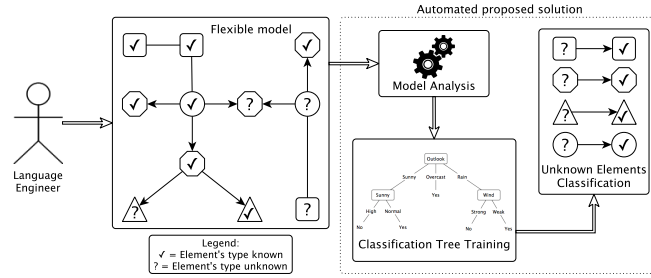 Automated proposed solution
Flexible model
✓ ✓ ✓
✓ ✓ ? ?
✓
? ✓ ?
Language
Engineer
Legend:
✓ = Element's type known
? = Element's type unknown
Model Analysis
Outlook
Sunny Overcast Rain
Sunny Yes Wind
High Normal Strong Weak
No Yes No Yes
Classification Tree Training
? ✓
? ✓
? ✓
? ✓
Unknown Elements
Classification